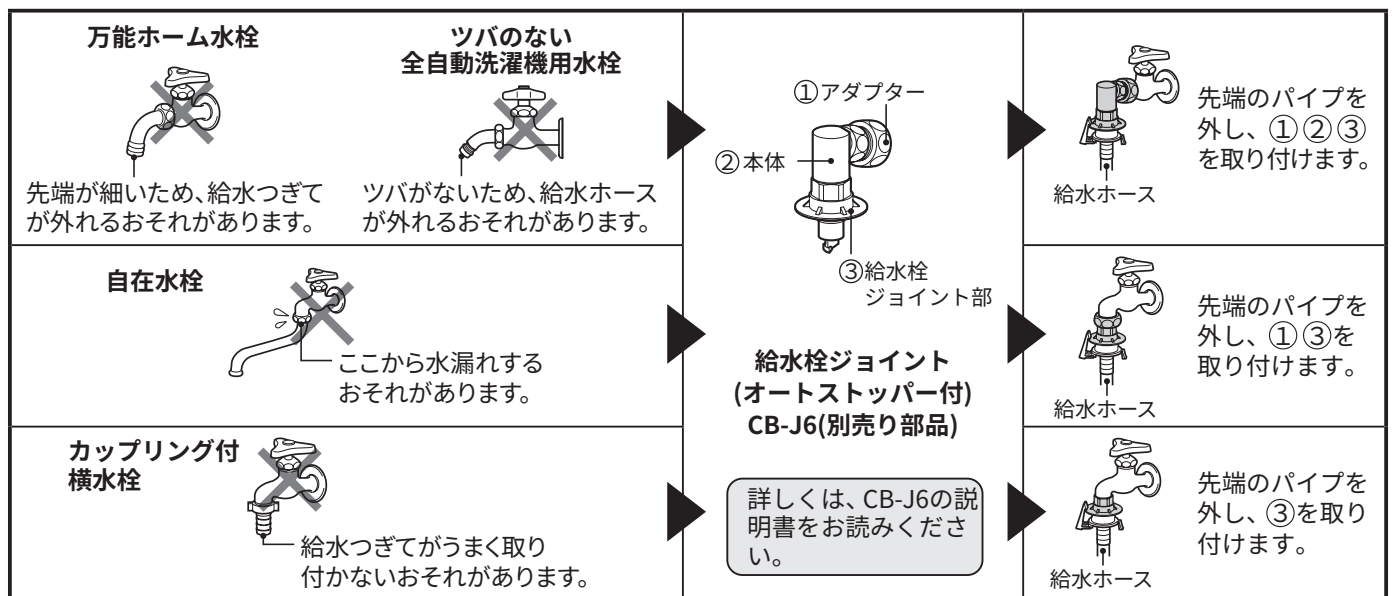 万能ホーム水栓
先端が細いため、給水つぎて
が外れるおそれがあります。
ツバのない
全自動洗濯機用水栓
ツバがないため、給水ホース
が外れるおそれがあります。
自在水栓
ここから水漏れする
おそれがあります。
カップリング付
横水栓
給水つぎてがうまく取り
付かないおそれがあります。
①アダプター
②本体
③給水栓
ジョイント部
給水栓ジョイント
(オートストッパー付)
CB-J6(別売り部品)
詳しくは、CB-J6の説
明書をお読みくださ
い。
給水ホース
先端のパイプを
外し、①②③
を取り付けます。
給水ホース
先端のパイプを
外し、①③を
取り付けます。
給水ホース
先端のパイプを
外し、③を取り
付けます。